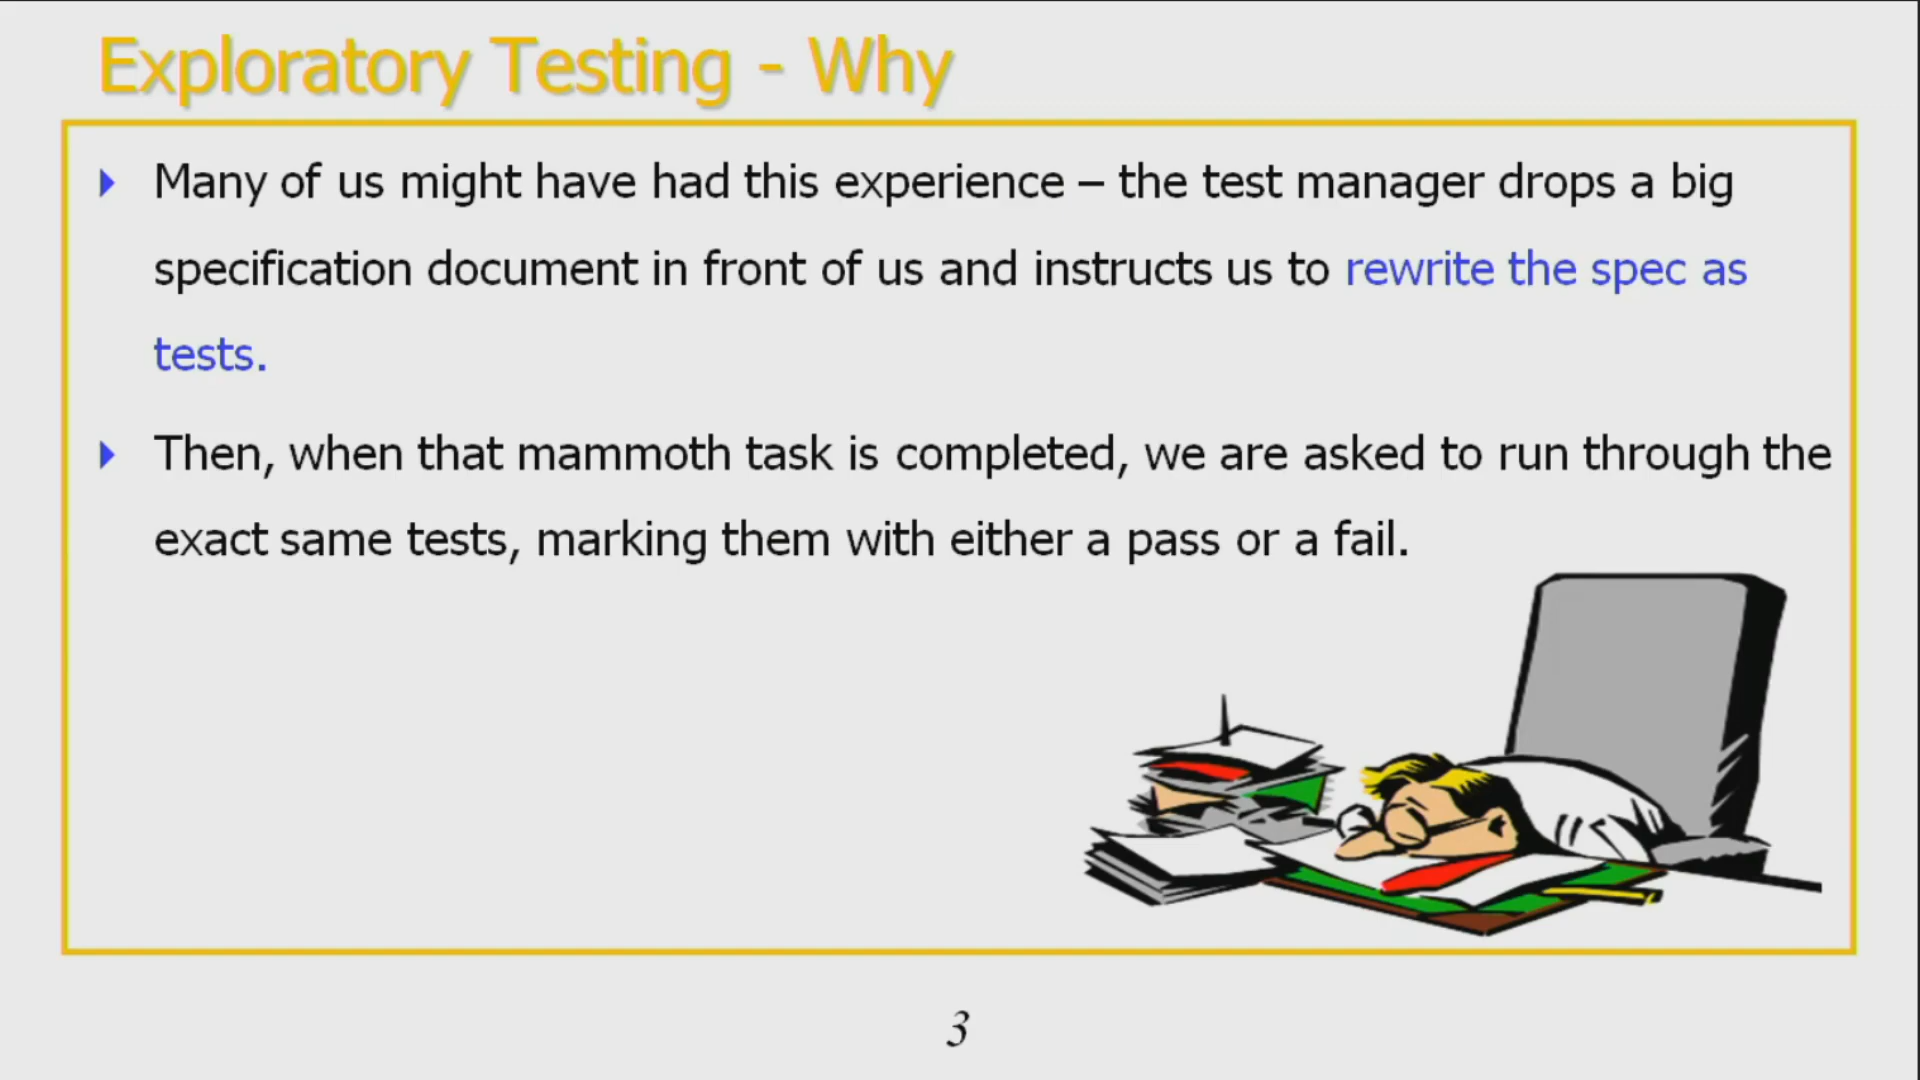 Exploratory Testing - Why
Many of us might have had this experience – the test manager drops a big
specification document in front of us and instructs us to rewrite the spec as
tests.
Then, when that mammoth task is completed, we are asked to run through the
exact same tests, marking them with either a pass or a fail.
3